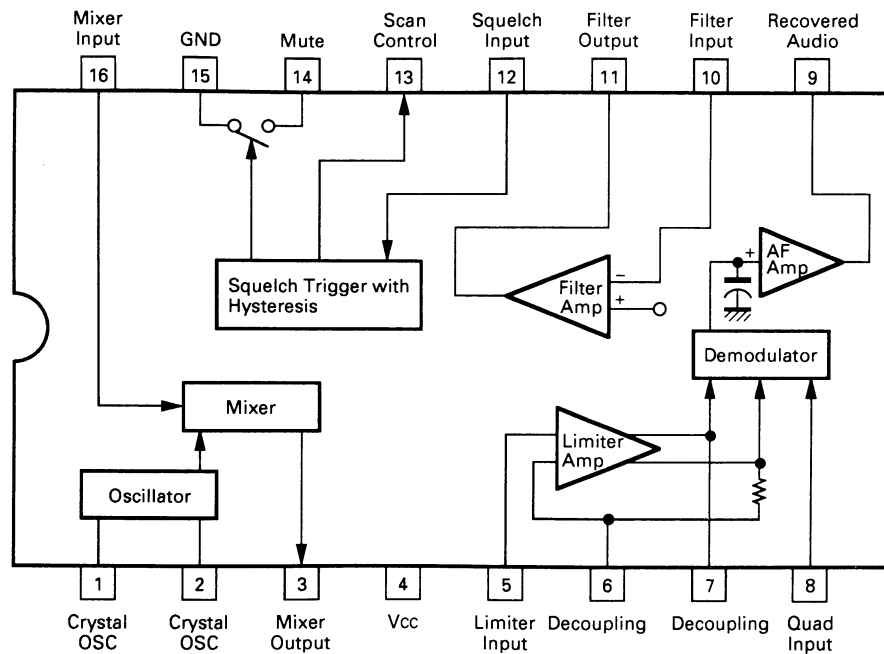 Mixer Input
GND
Mute
Scan Control
Squelch Input
Filter Output
Filter Input
Recovered Audio
16
15
14
13
12
11
10
9
Squelch Trigger with
Hysteresis
Filter
Amp
−
+
+
AF
Amp
Demodulator
Mixer
Limiter
Amp
Oscillator
1
2
3
4
5
6
7
8
Crystal OSC
Crystal OSC
Mixer Output
Vcc
Limiter Input
Decoupling
Decoupling
Quad Input